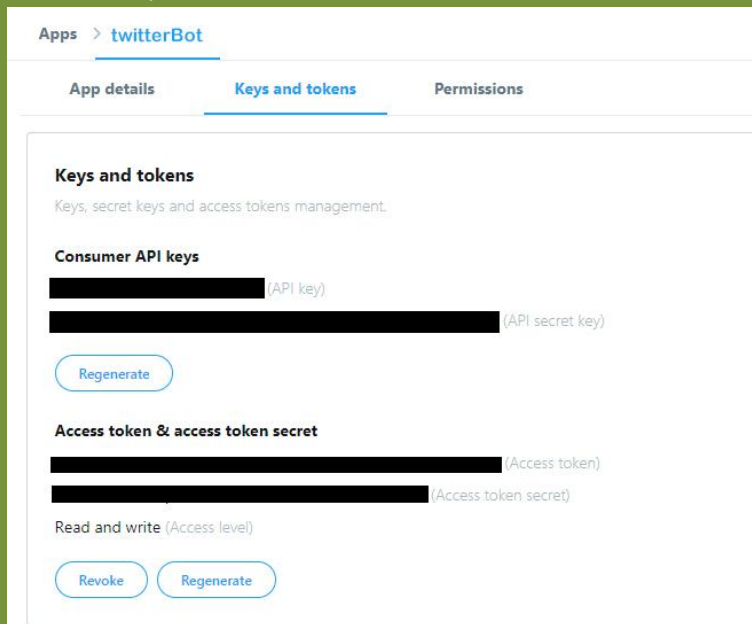 Apps > twitterBot
App details Keys and tokens Permissions
Keys and tokens
Keys, secret keys and access tokens management.
Consumer API keys
(API key)
(API secret key)
Regenerate
Access token & access token secret
(Access token)
(Access token secret)
Read and write (Access level)
Revoke Regenerate